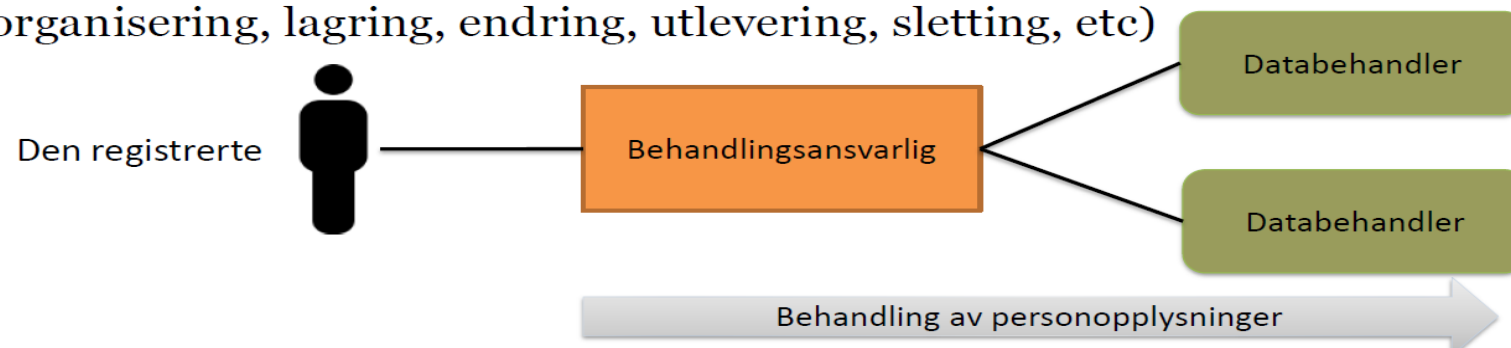 organisering, lagring, endring, utlevering, sletting, etc)
Databehandler
Den registrerte
Behandlingsansvarlig
Databehandler
Behandling av personopplysninger